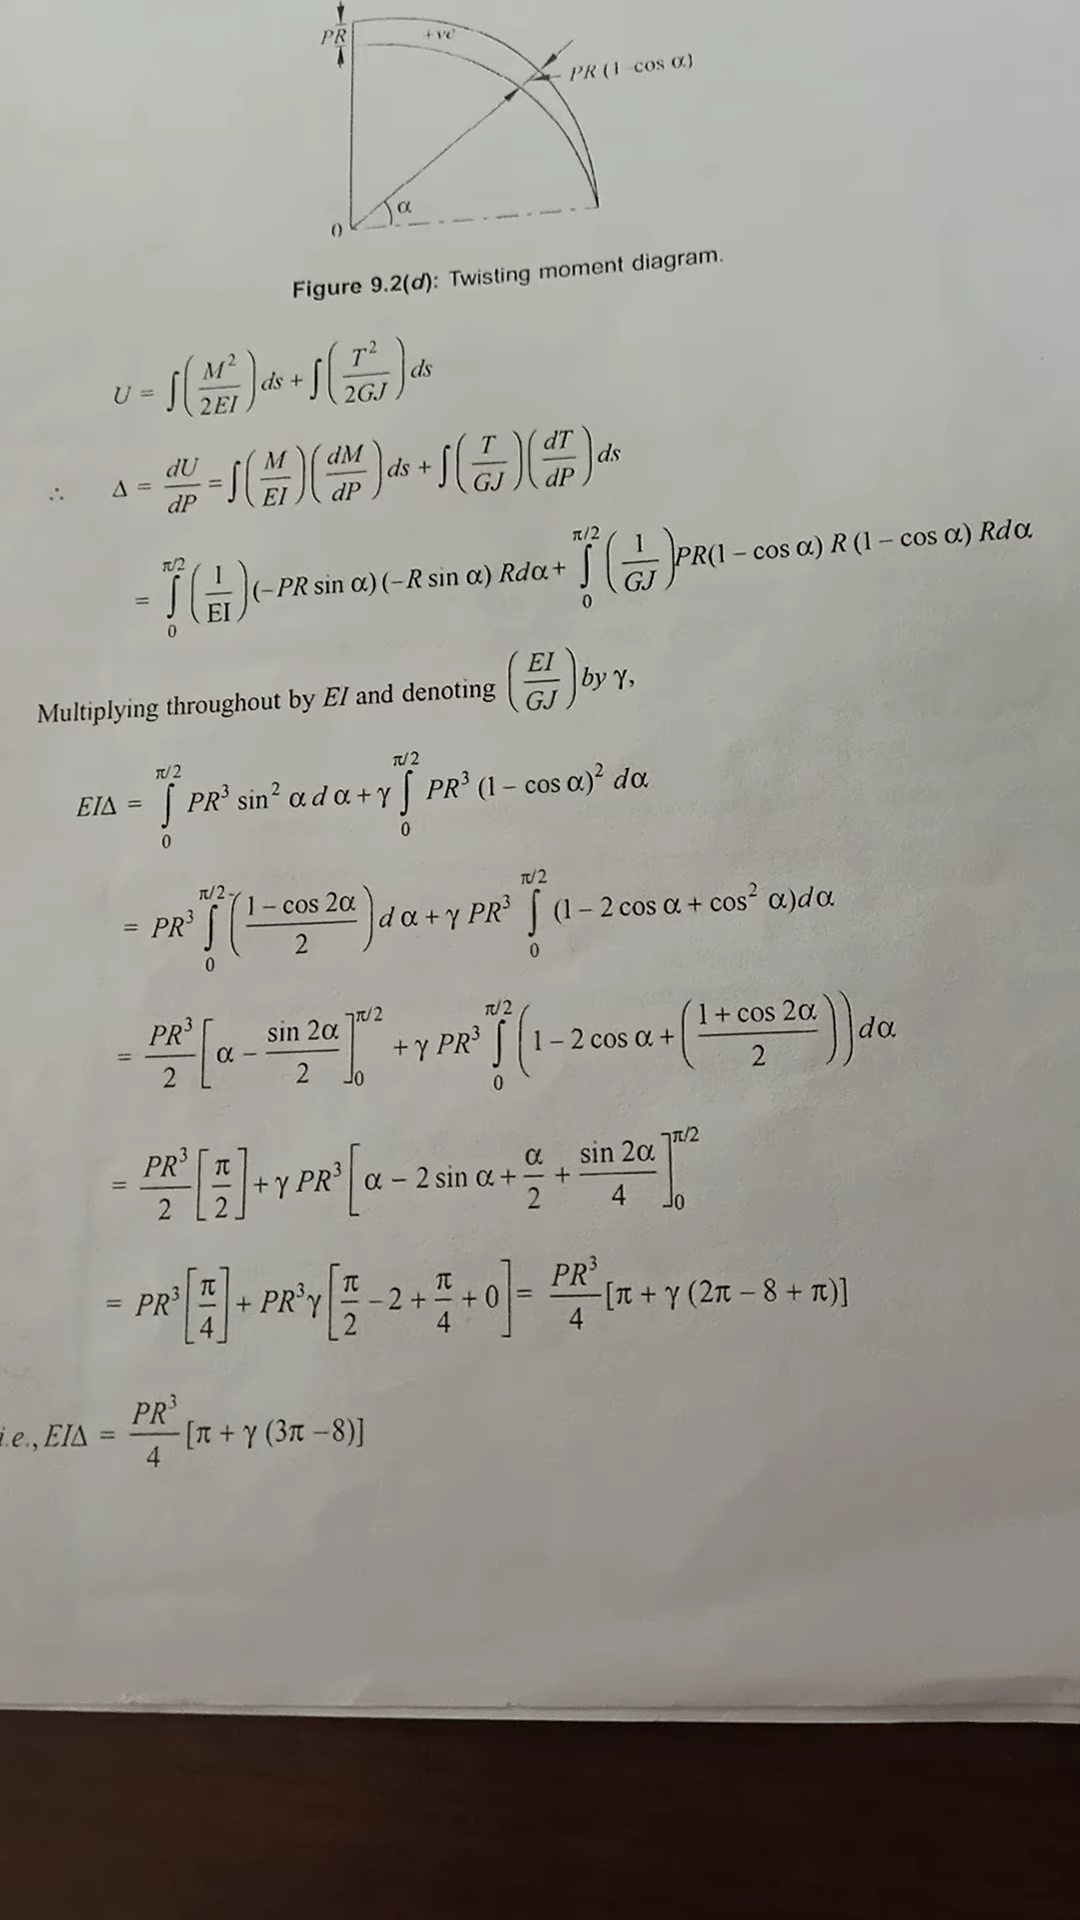 PR
+ve
PR (1–cos α)
α
0
Figure 9.2(d): Twisting moment diagram.
U = ∫(M²/2EI) ds + ∫(T²/2GJ) ds
∴ Δ = dU/dP = ∫(M/EI)(dM/dP) ds + ∫(T/GJ)(dT/dP) ds
= ∫₀^π/2 (1/EI)(–PR sin α) (–R sin α) Rdα + ∫₀^π/2 (1/GJ)PR(1 – cos α) R (1 – cos α) Rdα
Multiplying throughout by EI and denoting (EI/GJ) by γ,
EIΔ = ∫₀^π/2 PR³ sin² α d α + γ ∫₀^π/2 PR³ (1 – cos α)² dα
= PR³ ∫₀^π/2 ((1 – cos 2α)/2) d α + γ PR³ ∫₀^π/2 (1 – 2 cos α + cos² α)dα
= PR³/2 [α – sin 2α/2]₀^π/2 + γ PR³ ∫₀^π/2 (1 – 2 cos α + ((1 + cos 2α)/2)) dα
= PR³/2 [π/2] + γ PR³ [α – 2 sin α + α/2 + sin 2α/4]₀^π/2
= PR³ [π/4] + PR³γ [π/2 – 2 + π/4 + 0] = PR³/4 [π + γ (2π – 8 + π)]
i.e., EIΔ = PR³/4 [π + γ (3π –8)]